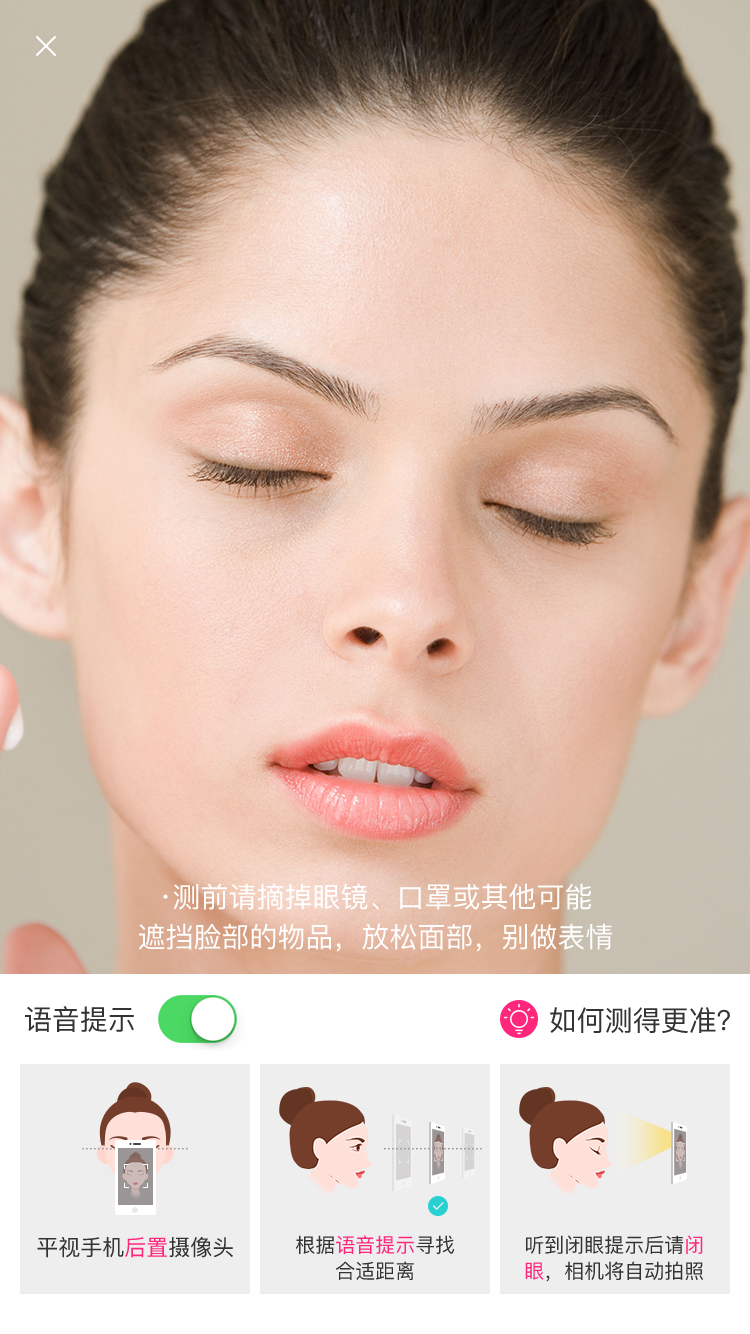 ·测前请摘掉眼镜、口罩或其他可能
遮挡脸部的物品，放松面部，别做表情
语音提示
如何测得更准?
平视手机后置摄像头
根据语音提示寻找
合适距离
听到闭眼提示后请闭
眼，相机将自动拍照